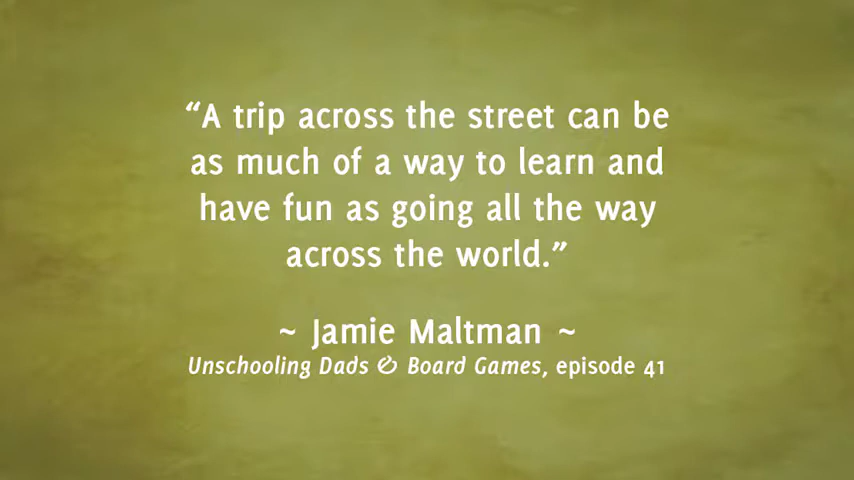 “A trip across the street can be
as much of a way to learn and
have fun as going all the way
across the world.”
~ Jamie Maltman ~
Unschooling Dads & Board Games, episode 41